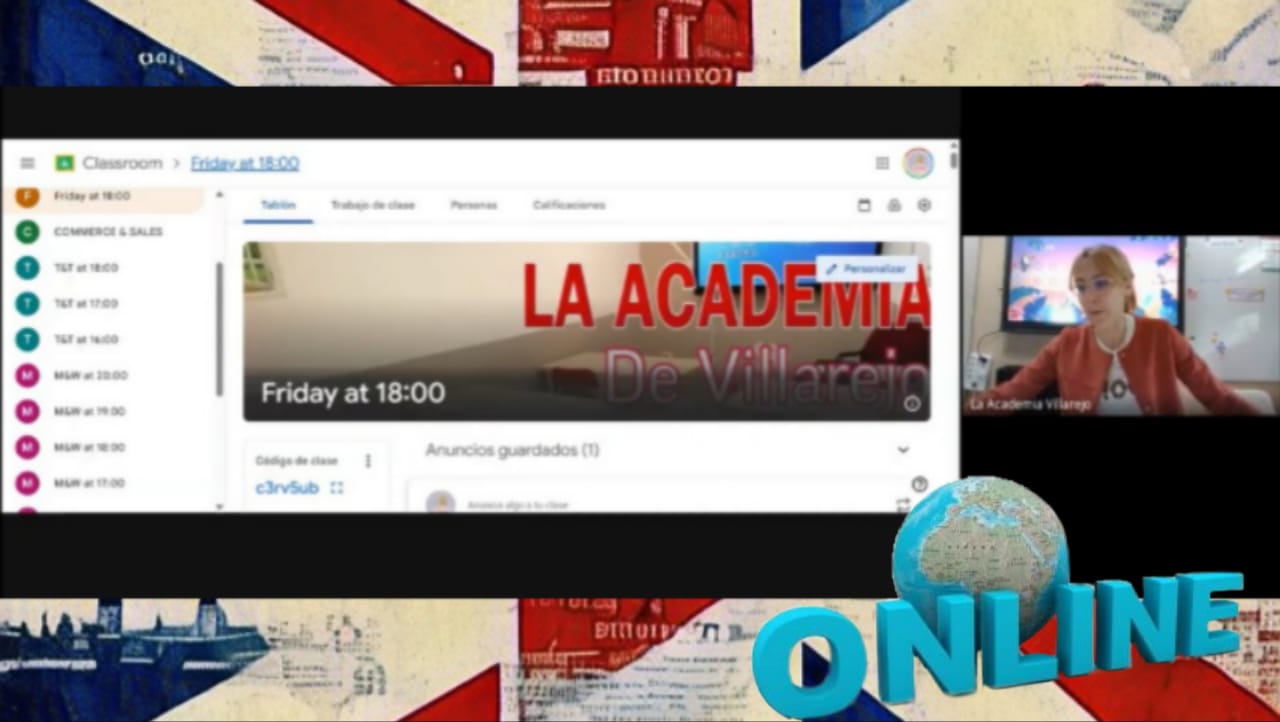 Classroom > Friday at 18:00
Friday at 18:00
COMMERCE & SALES
T&T at 18:00
T&T at 17:00
T&T at 16:00
M&W at 20:00
M&W at 19:00
M&W at 18:00
M&W at 17:00
Tablón
Trabajo de clase
Personas
Calificaciones
Personalizar
LA ACADEMIA
De Villarejo
Friday at 18:00
Código de clase
c3rv5ub
Anuncios guardados (1)
Anuncia algo a tu clase
La Academia Villarejo
ONLINE